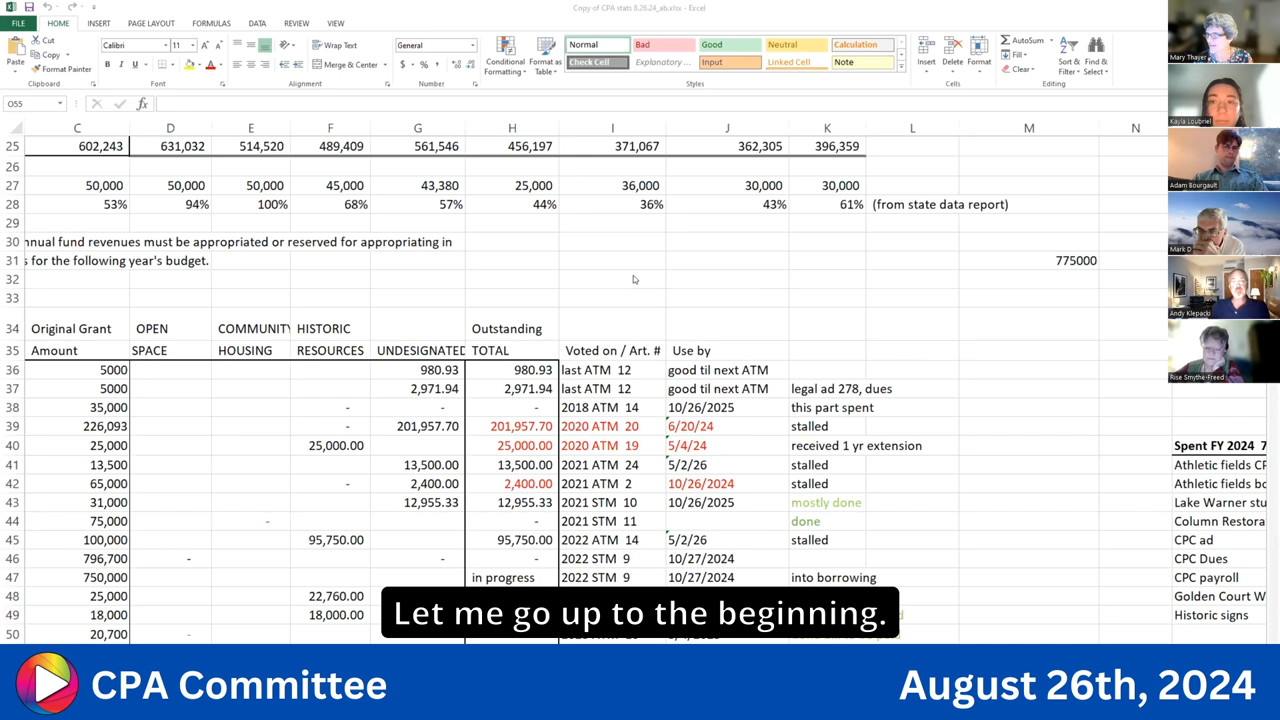 Copy of CPA stats 8.26.24_ab.xlsx - Excel
FILE HOME INSERT PAGE LAYOUT FORMULAS DATA REVIEW VIEW
Cut
Copy
Format Painter
Paste
Clipboard
Calibri 11
B I U
Font
Wrap Text
Merge & Center
Alignment
General
$ % ,
Number
Conditional Formatting
Format as Table
Normal Bad Good Neutral Calculation
Check Cell Explanatory ... Input Linked Cell Note
Styles
Insert Delete Format
Cells
AutoSum
Fill
Clear
Sort & Filter
Find & Select
Editing
O55 fx
C D E F G H I J K L M N
25 602,243 631,032 514,520 489,409 561,546 456,197 371,067 362,305 396,359
26
27 50,000 50,000 50,000 45,000 43,380 25,000 36,000 30,000 30,000
28 53% 94% 100% 68% 57% 44% 36% 43% 61% (from state data report)
29
30 nnual fund revenues must be appropriated or reserved for appropriating in
31 s for the following year's budget. 775000
32
33
34 Original Grant OPEN COMMUNITY HISTORIC Outstanding
35 Amount SPACE HOUSING RESOURCES UNDESIGNATED TOTAL Voted on / Art. # Use by
36 5000 980.93 980.93 last ATM 12 good til next ATM
37 5000 2,971.94 2,971.94 last ATM 12 good til next ATM legal ad 278, dues
38 35,000 - - - 2018 ATM 14 10/26/2025 this part spent
39 226,093 - 201,957.70 201,957.70 2020 ATM 20 6/20/24 stalled
40 25,000 25,000.00 25,000.00 2020 ATM 19 5/4/24 received 1 yr extension Spent FY 2024 7
41 13,500 13,500.00 13,500.00 2021 ATM 24 5/2/26 stalled Athletic fields CP
42 65,000 - 2,400.00 2,400.00 2021 ATM 2 10/26/2024 stalled Athletic fields bo
43 31,000 12,955.33 12,955.33 2021 STM 10 10/26/2025 mostly done Lake Warner stu
44 75,000 - - 2021 STM 11 done Column Restora
45 100,000 95,750.00 95,750.00 2022 ATM 14 5/2/26 stalled CPC ad
46 796,700 - - - 2022 STM 9 10/27/2024 CPC Dues
47 750,000 in progress 2022 STM 9 10/27/2024 into borrowing CPC payroll
48 25,000 22,760.00 Golden Court W
49 18,000 18,000.00 Historic signs
50 20,700 -
Let me go up to the beginning.
Mary Thayer
Kayla Loubriel
Adam Bourgault
Mark D
Andy Klepacki
Rise Smythe-Freed
CPA Committee
August 26th, 2024